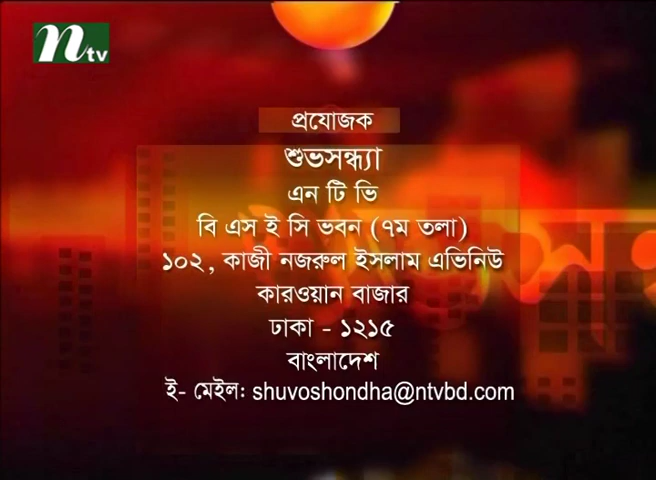 ntv
প্রযোজক
শুভসন্ধ্যা
এন টি ভি
বি এস ই সি ভবন (৭ম তলা)
১০২, কাজী নজরুল ইসলাম এভিনিউ
কারওয়ান বাজার
ঢাকা - ১২১৫
বাংলাদেশ
ই- মেইল: shuvoshondha@ntvbd.com